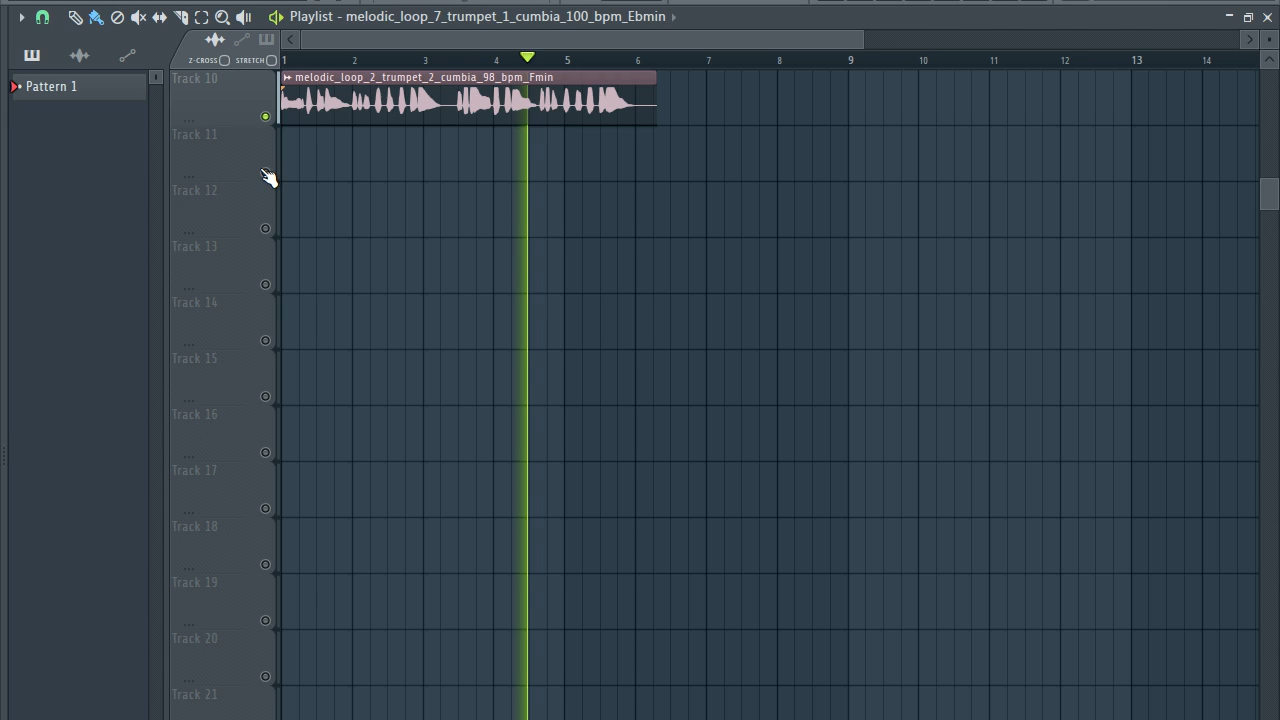 Playlist - melodic_loop_7_trumpet_1_cumbia_100_bpm_Ebmin
Z-CROSS STRETCH
1 2 3 4 5 6 7 8 9 10 11 12 13 14
Pattern 1
Track 10
melodic_loop_2_trumpet_2_cumbia_98_bpm_Fmin
...
Track 11
...
Track 12
...
Track 13
...
Track 14
...
Track 15
...
Track 16
...
Track 17
...
Track 18
...
Track 19
...
Track 20
...
Track 21